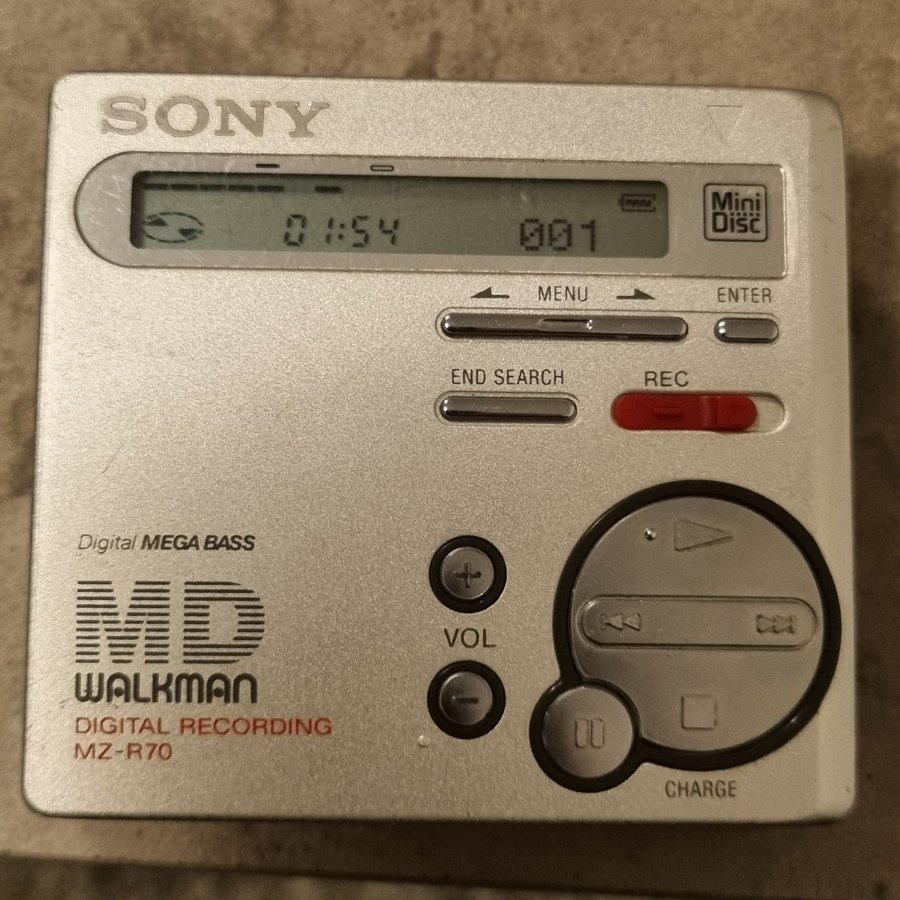 SONY
01:54 001
Mini
Disc
MENU ENTER
END SEARCH REC
Digital MEGA BASS
MD
VOL
WALKMAN
DIGITAL RECORDING
MZ-R70
CHARGE